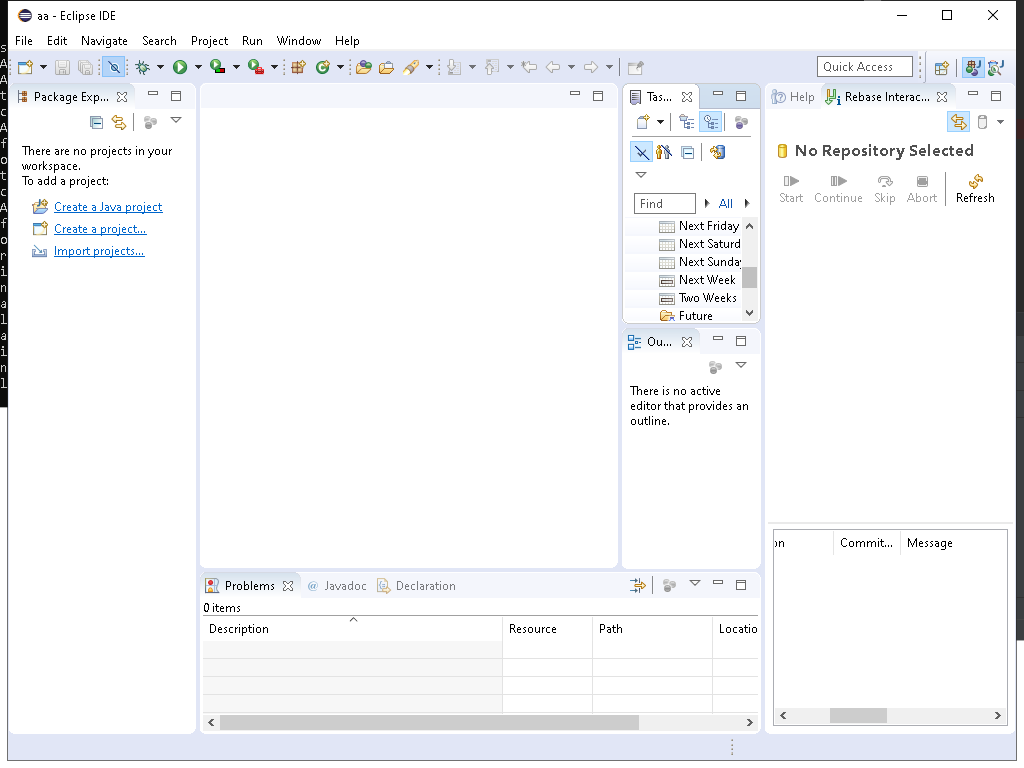 aa - Eclipse IDE
File Edit Navigate Search Project Run Window Help
Quick Access
Package Exp...
There are no projects in your
workspace.
To add a project:
Create a Java project
Create a project...
Import projects...
Tas...
Find
All
Next Friday
Next Saturd
Next Sunday
Next Week
Two Weeks
Future
Ou...
There is no active
editor that provides an
outline.
Help
Rebase Interac...
No Repository Selected
Start Continue Skip Abort Refresh
on Commit... Message
Problems @ Javadoc Declaration
0 items
Description Resource Path Locatio